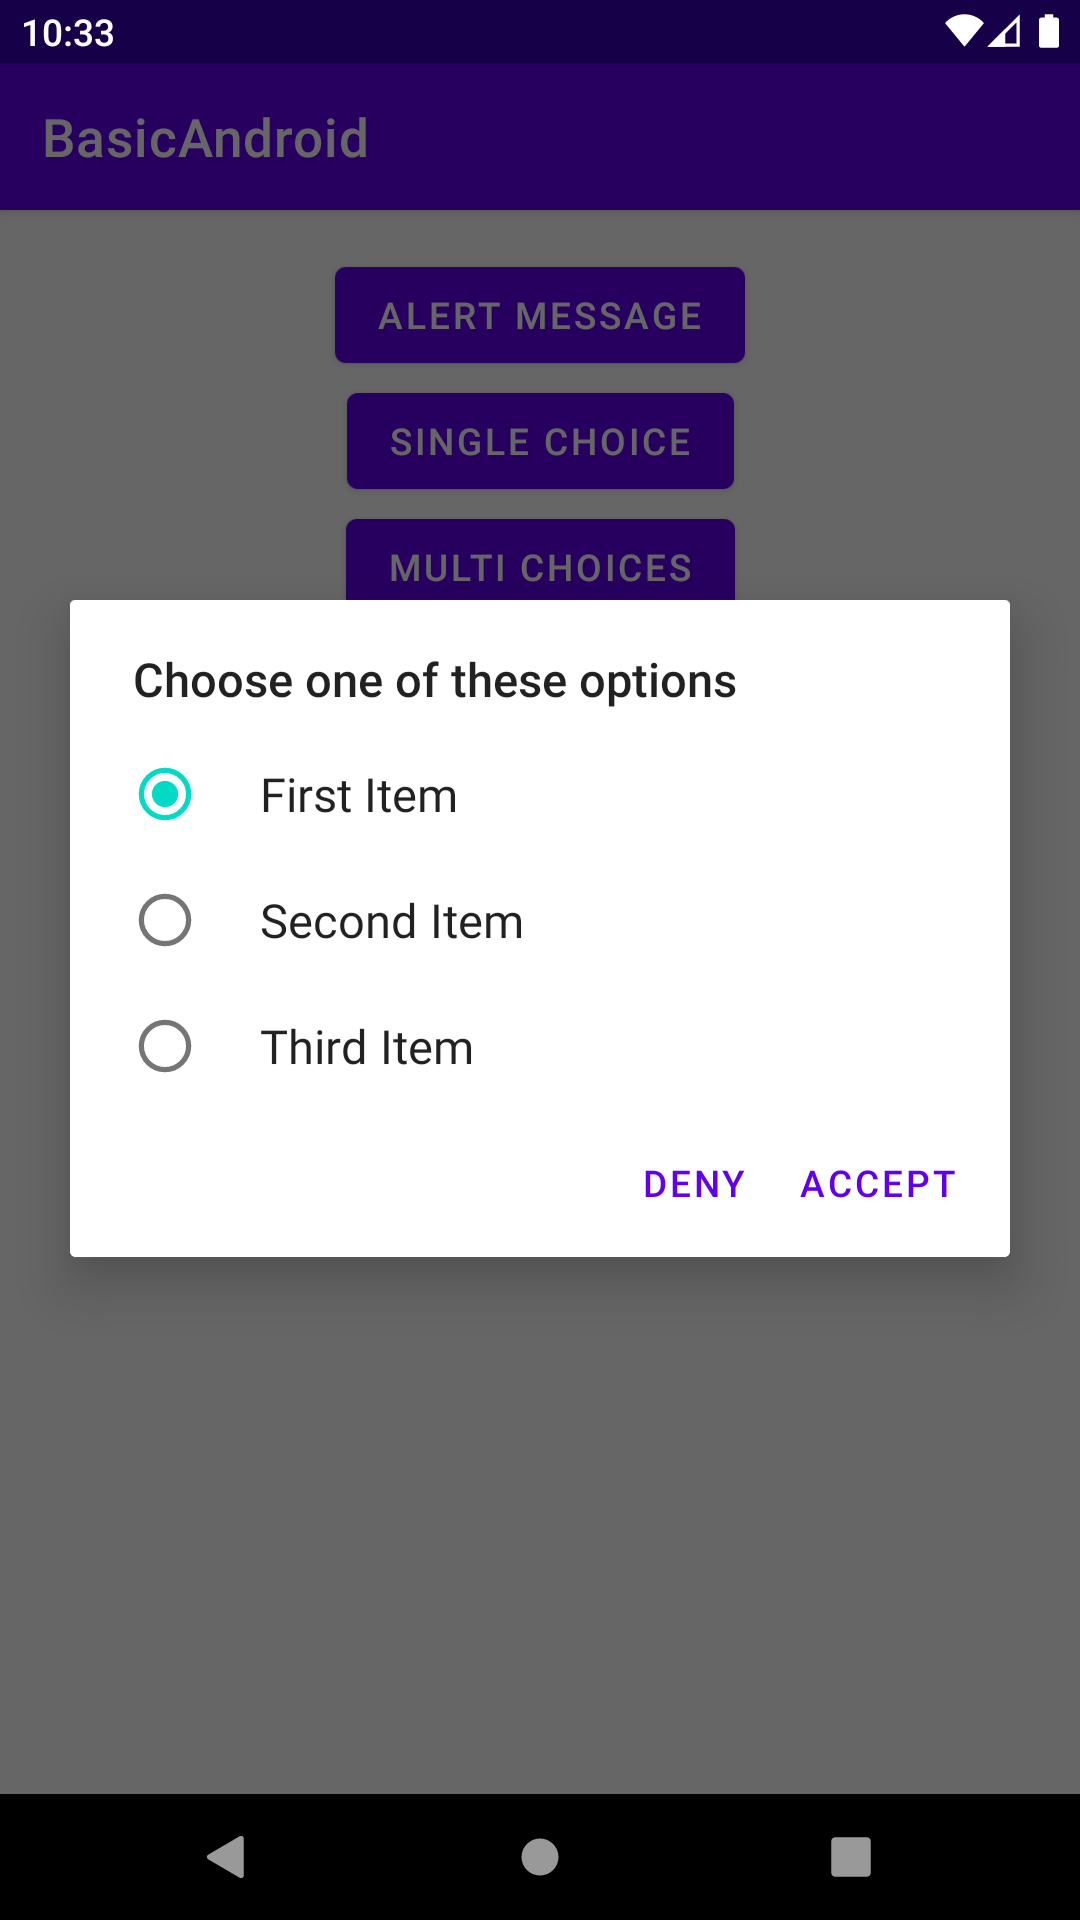 10:33
BasicAndroid
ALERT MESSAGE
SINGLE CHOICE
MULTI CHOICES
Choose one of these options
First Item
Second Item
Third Item
DENY ACCEPT